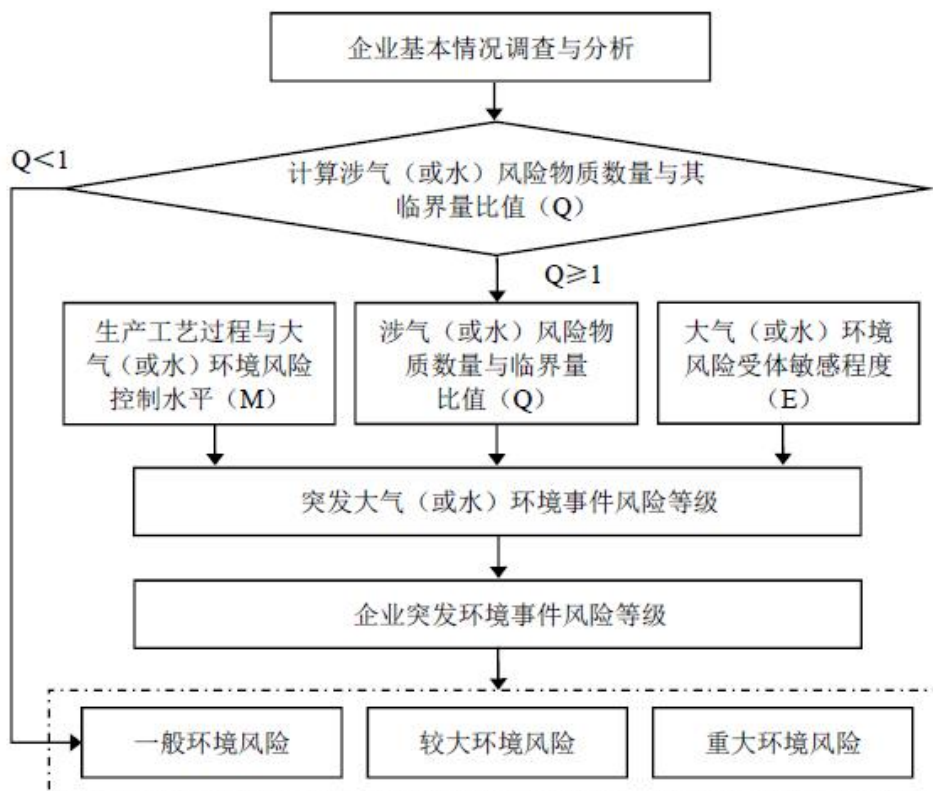 企业基本情况调查与分析
Q<1
计算涉气（或水）风险物质数量与其
临界量比值（Q）
Q≥1
生产工艺过程与大
气（或水）环境风险
控制水平（M）
涉气（或水）风险物
质数量与临界量
比值（Q）
大气（或水）环境
风险受体敏感程度
（E）
突发大气（或水）环境事件风险等级
企业突发环境事件风险等级
一般环境风险
较大环境风险
重大环境风险